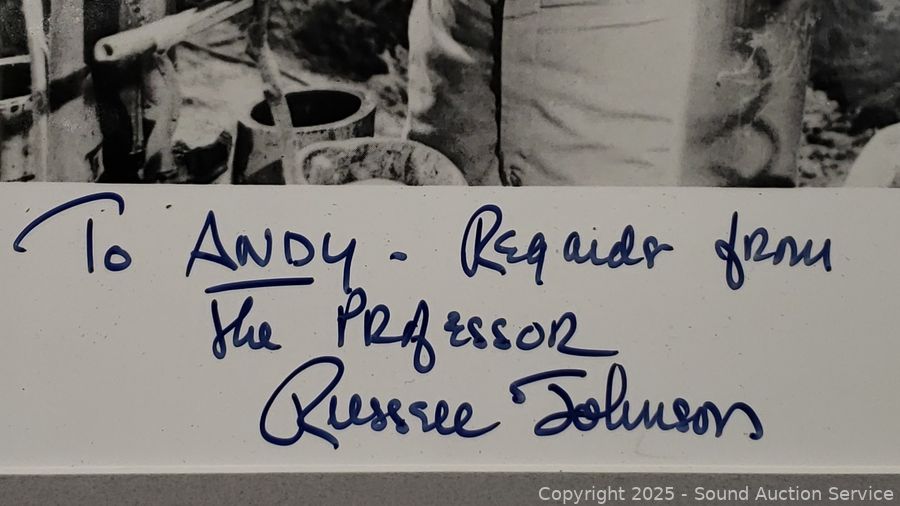 To ANDY - Regards from
the PROFESSOR
Russell Johnson
Copyright 2025 - Sound Auction Service